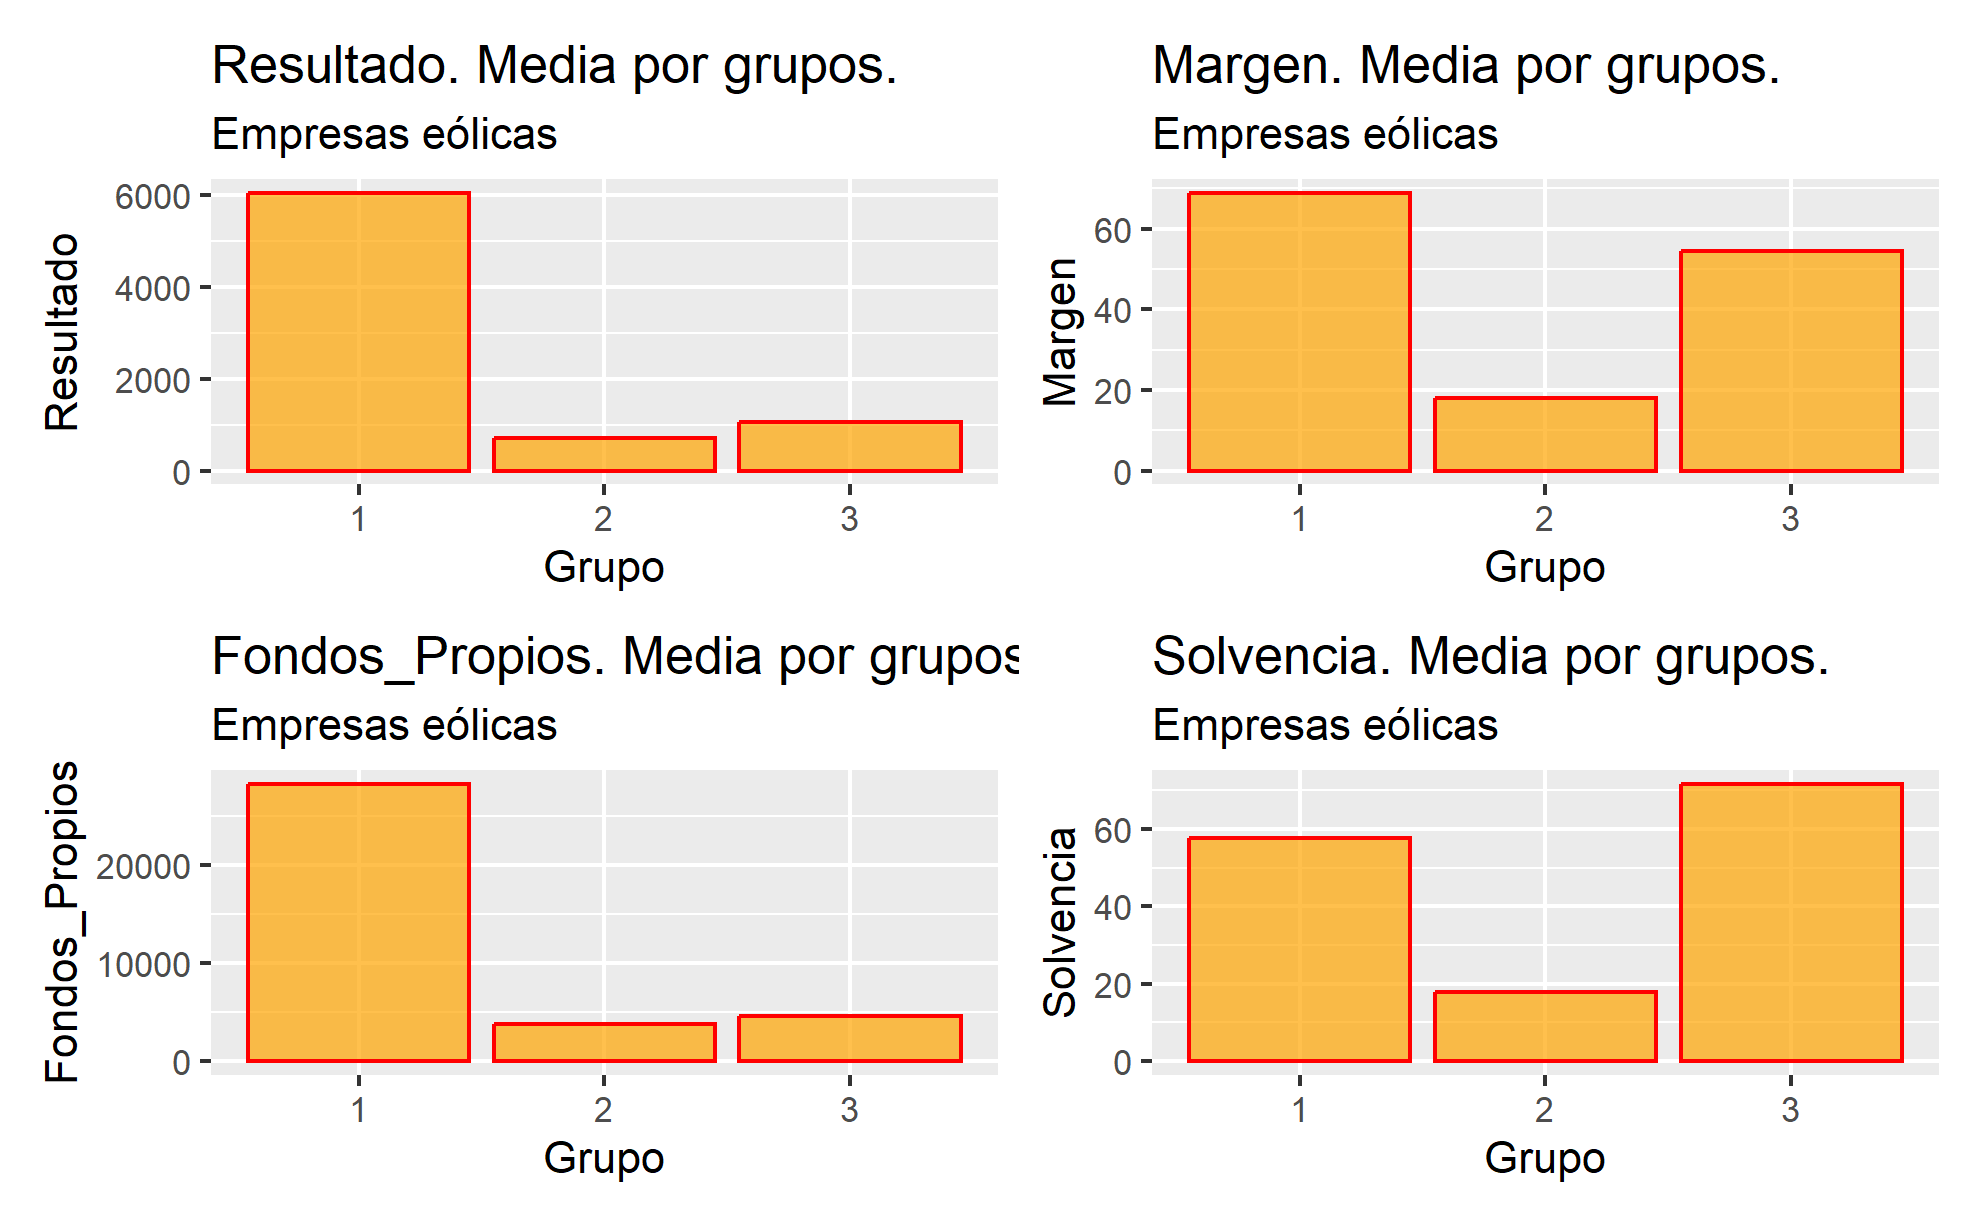 Resultado. Media por grupos.
Empresas eólicas
Resultado
6000
4000
2000
0
1 2 3
Grupo
Margen. Media por grupos.
Empresas eólicas
Margen
60
40
20
0
1 2 3
Grupo
Fondos_Propios. Media por grupos
Empresas eólicas
Fondos_Propios
20000
10000
0
1 2 3
Grupo
Solvencia. Media por grupos.
Empresas eólicas
Solvencia
60
40
20
0
1 2 3
Grupo